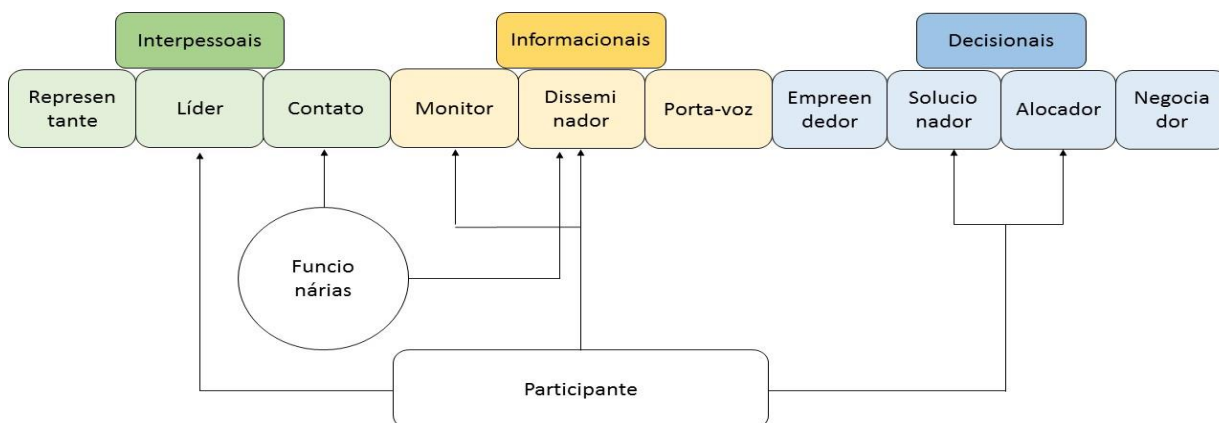 Interpessoais
Informacionais
Decisionais
Represen
tante
Líder
Contato
Monitor
Dissemi
nador
Porta-voz
Empreen
dedor
Solucio
nador
Alocador
Negocia
dor
Funcio
nárias
Participante